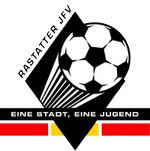 RASTATTER JFV
EINE STADT, EINE JUGEND